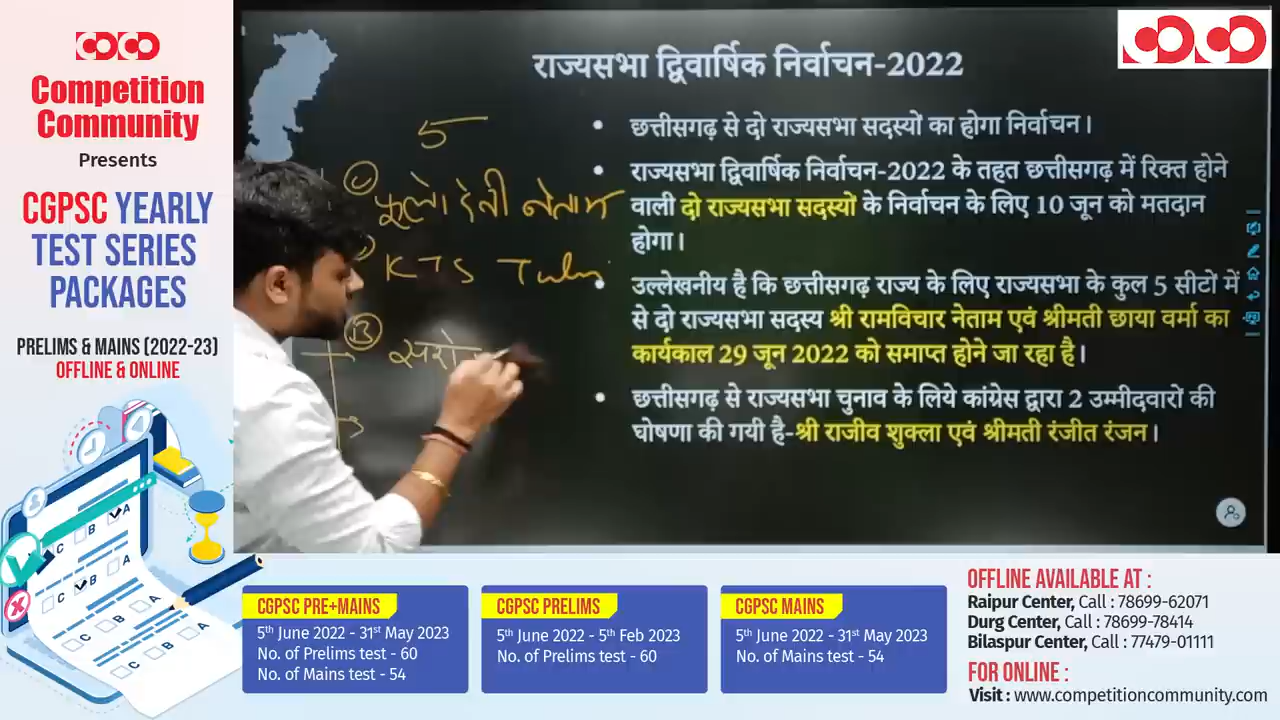 Competition
Community
Presents
CGPSC YEARLY
TEST SERIES
PACKAGES
PRELIMS & MAINS (2022-23)
OFFLINE & ONLINE
C
B
A
C
B
A
C
B
A
राज्यसभा द्विवार्षिक निर्वाचन-2022
• छत्तीसगढ़ से दो राज्यसभा सदस्यों का होगा निर्वाचन।
• राज्यसभा द्विवार्षिक निर्वाचन-2022 के तहत छत्तीसगढ़ में रिक्त होने
वाली दो राज्यसभा सदस्यो के निर्वाचन के लिए 10 जून को मतदान
होगा।
• उल्लेखनीय है कि छत्तीसगढ़ राज्य के लिए राज्यसभा के कुल 5 सीटों में
से दो राज्यसभा सदस्य श्री रामविचार नेताम एवं श्रीमती छाया वर्मा का
कार्यकाल 29 जून 2022 को समाप्त होने जा रहा है।
• छत्तीसगढ़ से राज्यसभा चुनाव के लिये कांग्रेस द्वारा 2 उम्मीदवारों की
घोषणा की गयी है-श्री राजीव शुक्ला एवं श्रीमती रंजीत रंजन।
5
फूलो देवी नेताम
KTS Tulsi
सरो
CGPSC PRE+MAINS
5th June 2022 - 31st May 2023
No. of Prelims test - 60
No. of Mains test - 54
CGPSC PRELIMS
5th June 2022 - 5th Feb 2023
No. of Prelims test - 60
CGPSC MAINS
5th June 2022 - 31st May 2023
No. of Mains test - 54
OFFLINE AVAILABLE AT :
Raipur Center, Call : 78699-62071
Durg Center, Call : 78699-78414
Bilaspur Center, Call : 77479-01111
FOR ONLINE :
Visit : www.competitioncommunity.com